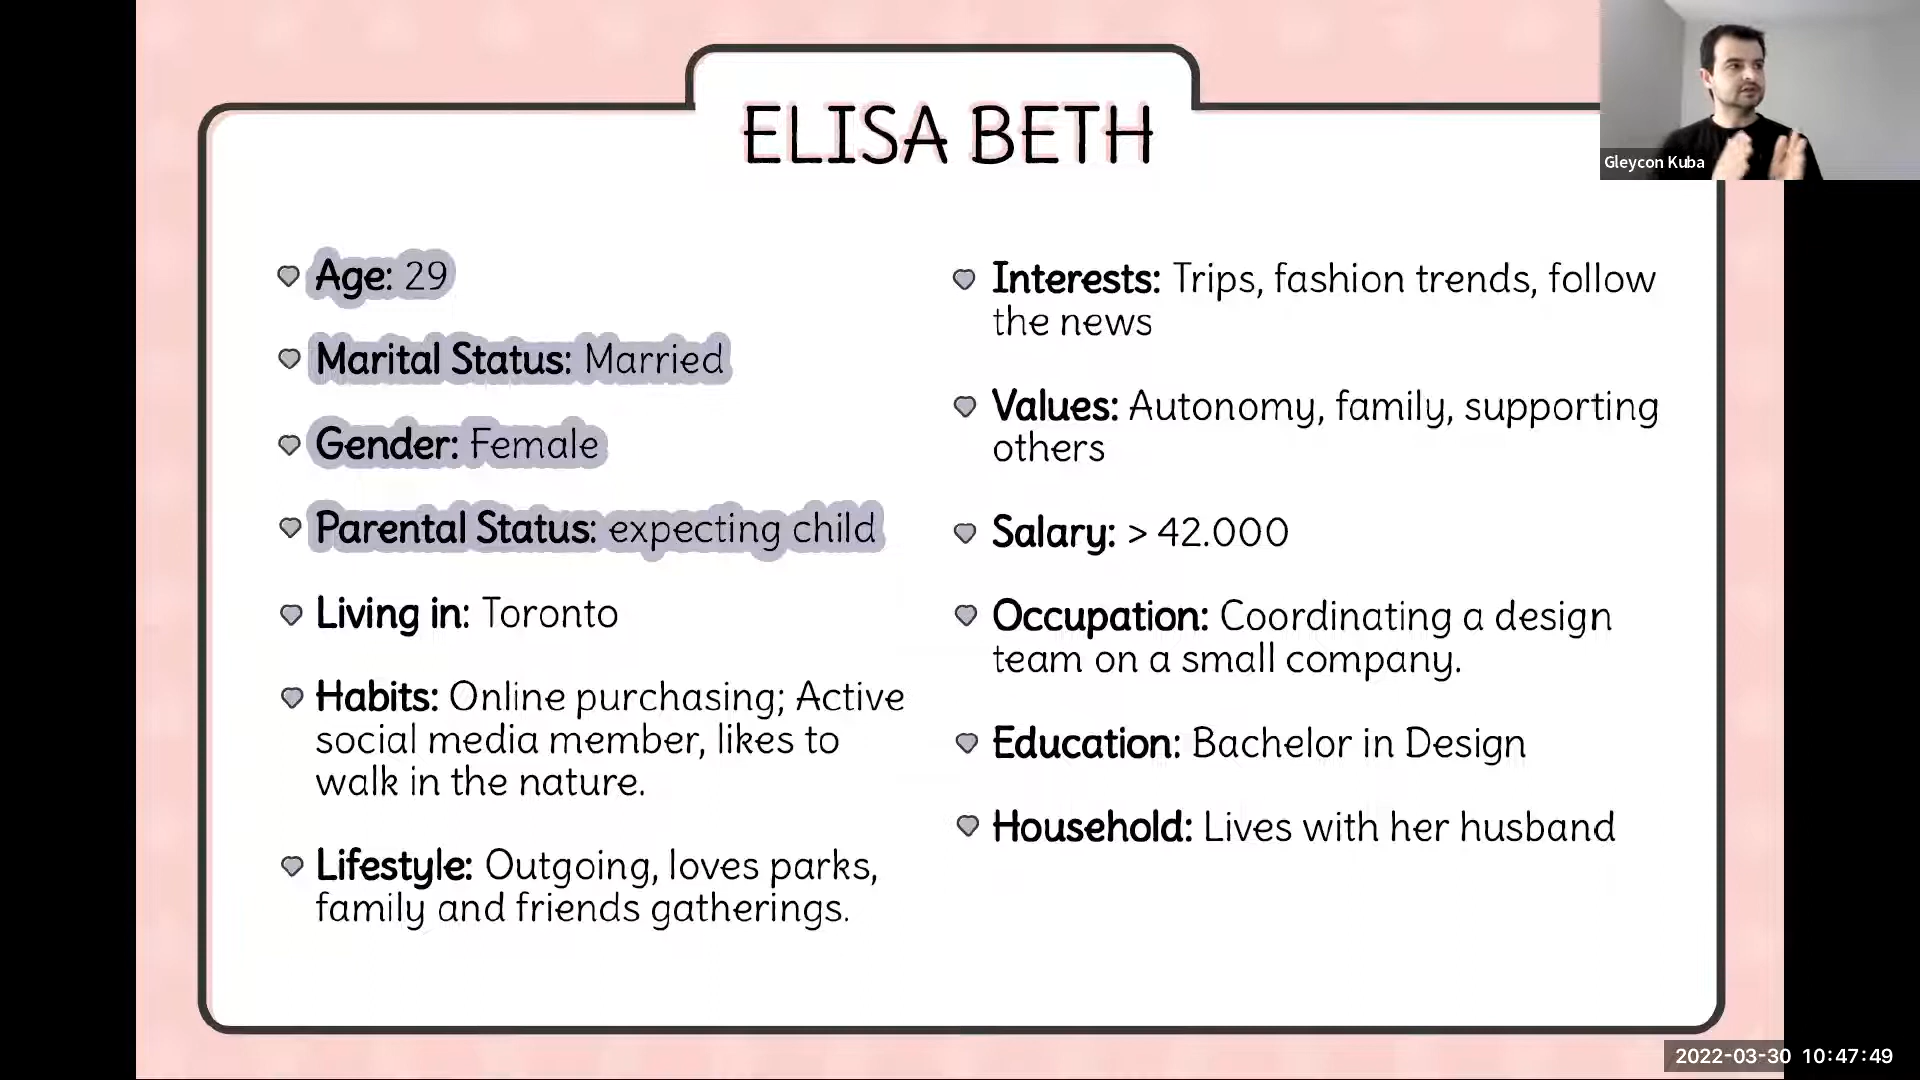 ELISA BETH
Gleycon Kuba
Age: 29
Marital Status: Married
Gender: Female
Parental Status: expecting child
Living in: Toronto
Habits: Online purchasing; Active
social media member, likes to
walk in the nature.
Lifestyle: Outgoing, loves parks,
family and friends gatherings.
Interests: Trips, fashion trends, follow
the news
Values: Autonomy, family, supporting
others
Salary: > 42.000
Occupation: Coordinating a design
team on a small company.
Education: Bachelor in Design
Household: Lives with her husband
2022-03-30 10:47:49